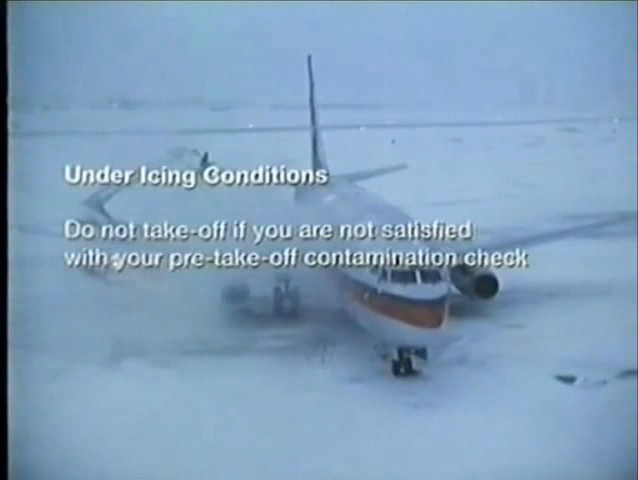 Under Icing Conditions
Do not take-off if you are not satisfied
with your pre-take-off contamination check